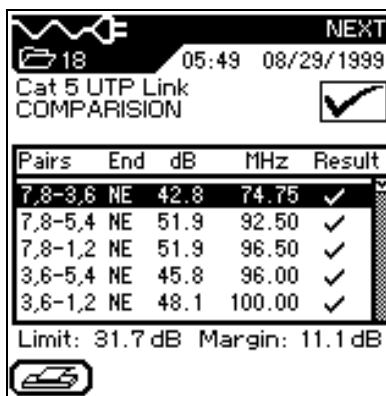 NEXT
18 05:49 08/29/1999
Cat 5 UTP Link
COMPARISION
Pairs End dB MHz Result
7,8-3,6 NE 42.8 74.75 ✓
7,8-5,4 NE 51.9 92.50 ✓
7,8-1,2 NE 51.9 96.50 ✓
3,6-5,4 NE 45.8 96.00 ✓
3,6-1,2 NE 48.1 100.00 ✓
Limit: 31.7 dB Margin: 11.1 dB